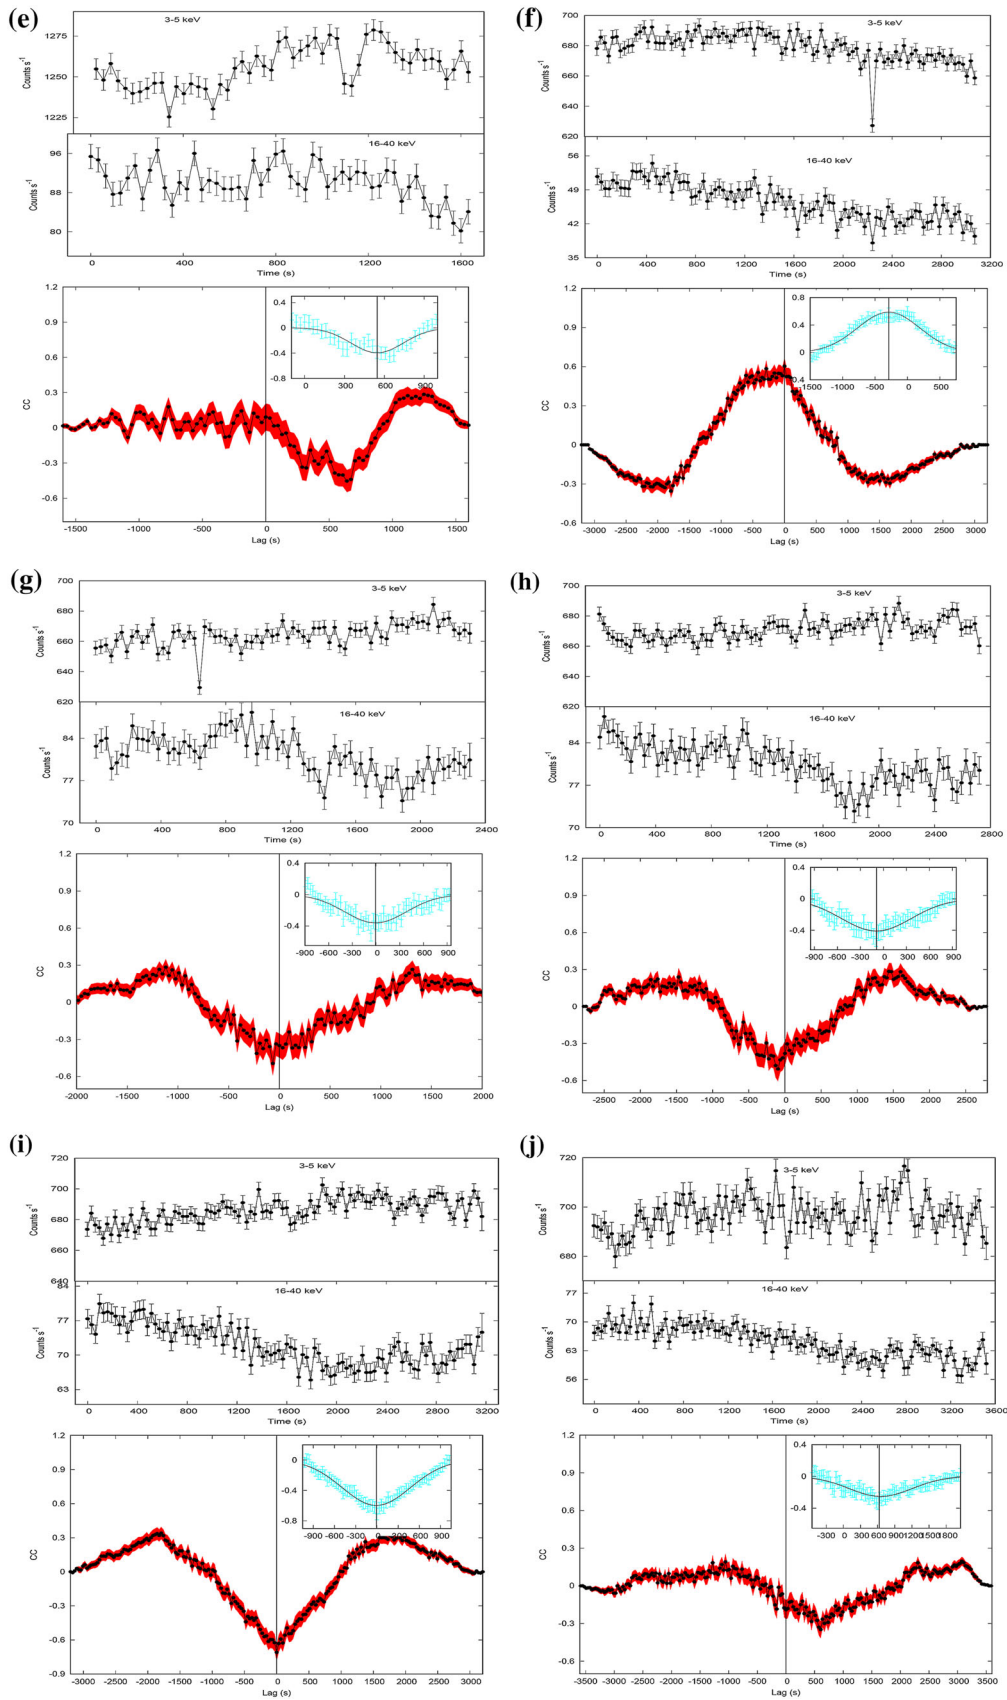 (e)
3-5 keV
1275
1250
1225
Counts s⁻¹
16-40 keV
96
88
80
Counts s⁻¹
0 400 800 1200 1600
Time (s)
1.2
0.9
0.6
0.3
0
-0.3
-0.6
CC
0.4
0
-0.4
-0.8
0 300 600 900
-1500 -1000 -500 0 500 1000 1500
Lag (s)
(f)
3-5 keV
700
680
660
640
620
Counts s⁻¹
16-40 keV
56
49
42
35
Counts s⁻¹
0 400 800 1200 1600 2000 2400 2800 3200
Time (s)
1.2
0.9
0.6
0.3
0
-0.3
-0.6
CC
0.8
0.4
0
0.4
-1500 -1000 -500 0 500
-3200 -2500 -2000 -1500 -1000 -500 0 500 1000 1500 2000 2500 3200
Lag (s)
(g)
3-5 keV
700
680
660
640
620
Counts s⁻¹
16-40 keV
84
77
70
Counts s⁻¹
0 400 800 1200 1600 2000 2400
Time (s)
1.2
0.9
0.6
0.3
0
-0.3
-0.6
CC
0.4
0
-0.4
-900 -600 -300 0 300 600 900
-2000 -1500 -1000 -500 0 500 1000 1500 2000
Lag (s)
(h)
3-5 keV
700
680
660
640
620
Counts s⁻¹
16-40 keV
84
77
70
Counts s⁻¹
0 400 800 1200 1600 2000 2400 2800
Time (s)
1.2
0.9
0.6
0.3
0
-0.3
-0.6
CC
0.4
0
-0.4
-900 -600 -300 0 300 600 900
-2500 -2000 -1500 -1000 -500 0 500 1000 1500 2000 2500
Lag (s)
(i)
3-5 keV
720
700
680
660
640
Counts s⁻¹
16-40 keV
84
77
70
63
Counts s⁻¹
0 400 800 1200 1600 2000 2400 2800 3200
Time (s)
1.2
0.9
0.6
0.3
0
-0.3
-0.6
-0.9
CC
0
-0.4
-0.8
-900 -600 -300 0 300 600 900
-3000 -2500 -2000 -1500 -1000 -500 0 500 1000 1500 2000 2500 3000
Lag (s)
(j)
3-5 keV
720
700
680
Counts s⁻¹
16-40 keV
77
70
63
56
Counts s⁻¹
0 400 800 1200 1600 2000 2400 2800 3200 3600
Time (s)
1.2
0.9
0.6
0.3
0
-0.3
-0.6
CC
0.4
0
-0.4
-300 0 300 600 900 1200 1500 1800
-3500 -3000 -2500 -2000 -1500 -1000 -500 0 500 1000 1500 2000 2500 3000 3500
Lag (s)